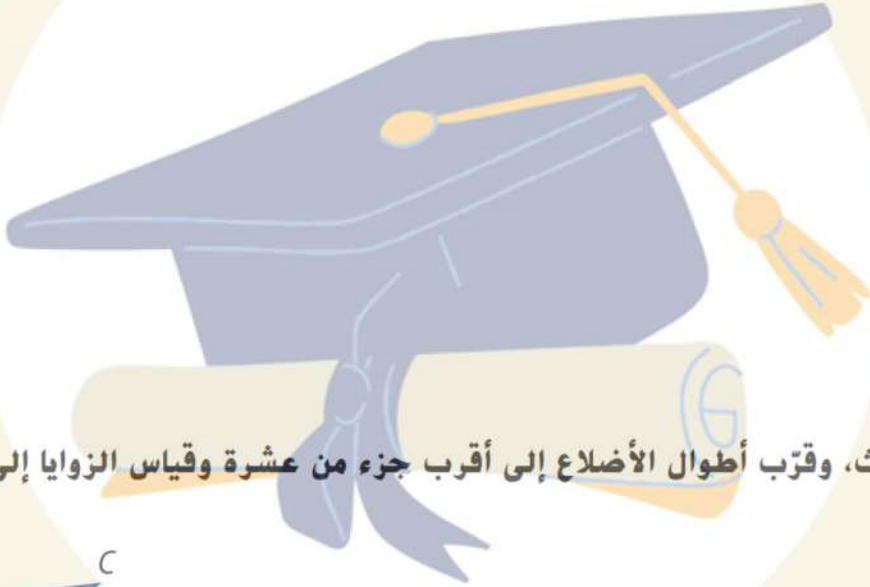 ث، وقرّب أطوال الأضلاع إلى أقرب جزء من عشرة وقياس الزوايا إلى
C